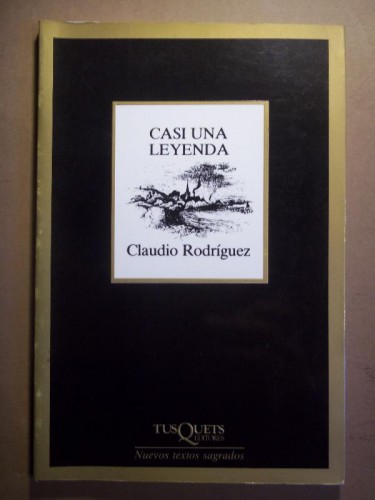 CASI UNA
LEYENDA
Claudio Rodríguez
TUSQUETS
EDITORES
Nuevos textos sagrados